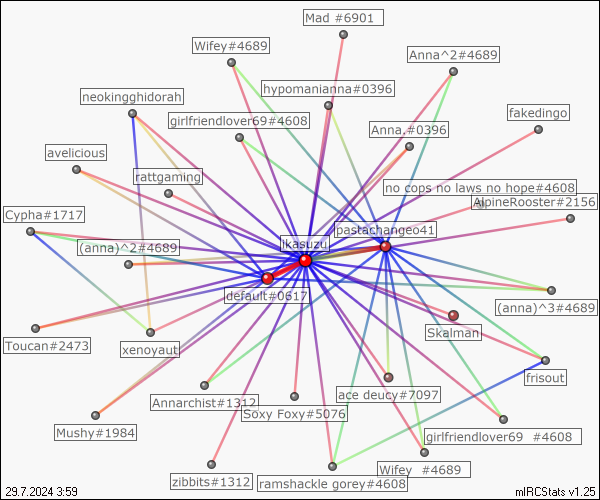 Mad #6901
Wifey#4689
Anna^2#4689
hypomanianna#0396
neokingghidorah
fakedingo
girlfriendlover69#4608
Anna.#0396
avelicious
rattgaming
no cops no laws no hope#4608
AlpineRooster#2156
Cypha#1717
pastachangeo41
(anna)^2#4689
jkasuzu
default#0617
(anna)^3#4689
Skalman
Toucan#2473
xenoyaut
frisout
ace deucy#7097
Annarchist#1312
Soxy Foxy#5076
Mushy#1984
girlfriendlover69 #4608
Wifey #4689
zibbits#1312
ramshackle gorey#4608
29.7.2024 3:59
mIRCStats v1.25